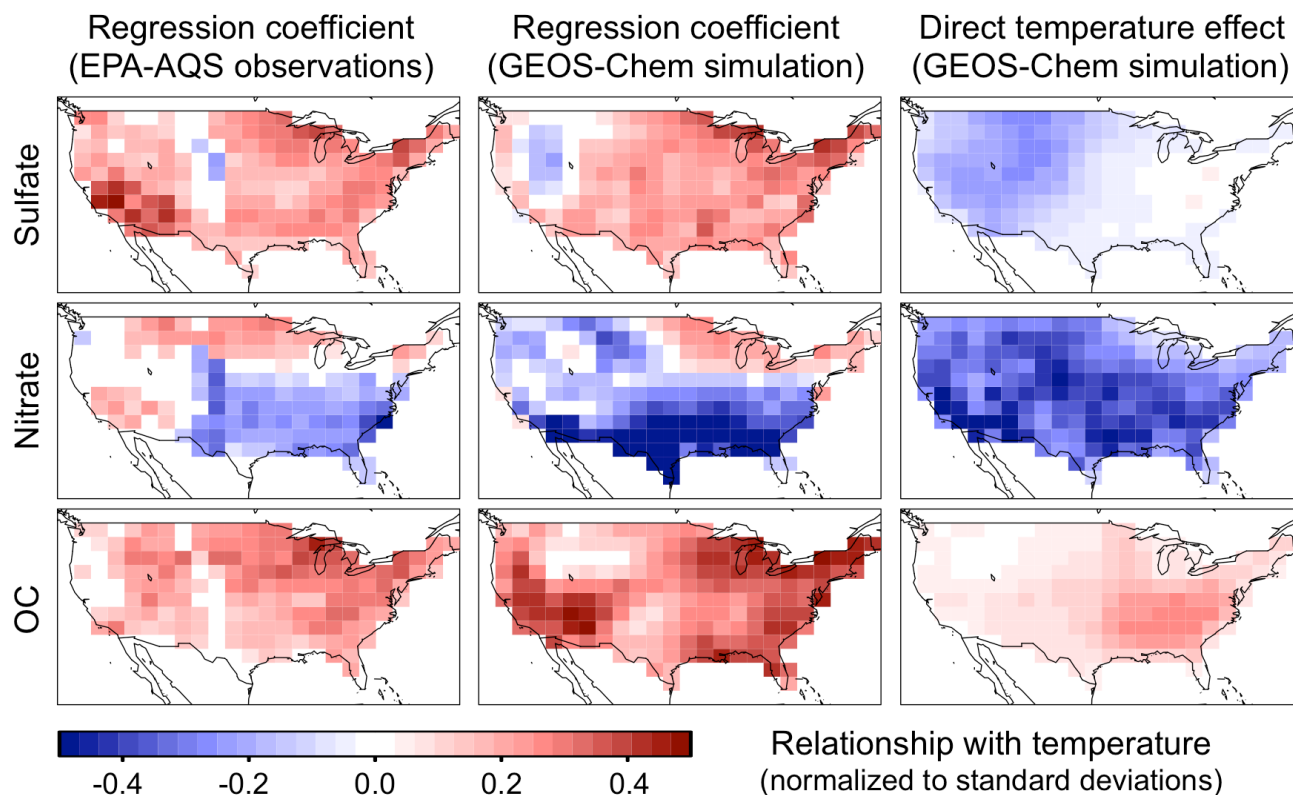 Regression coefficient
(EPA-AQS observations)
Regression coefficient
(GEOS-Chem simulation)
Direct temperature effect
(GEOS-Chem simulation)
Sulfate
Nitrate
OC
-0.4 -0.2 0.0 0.2 0.4
Relationship with temperature
(normalized to standard deviations)